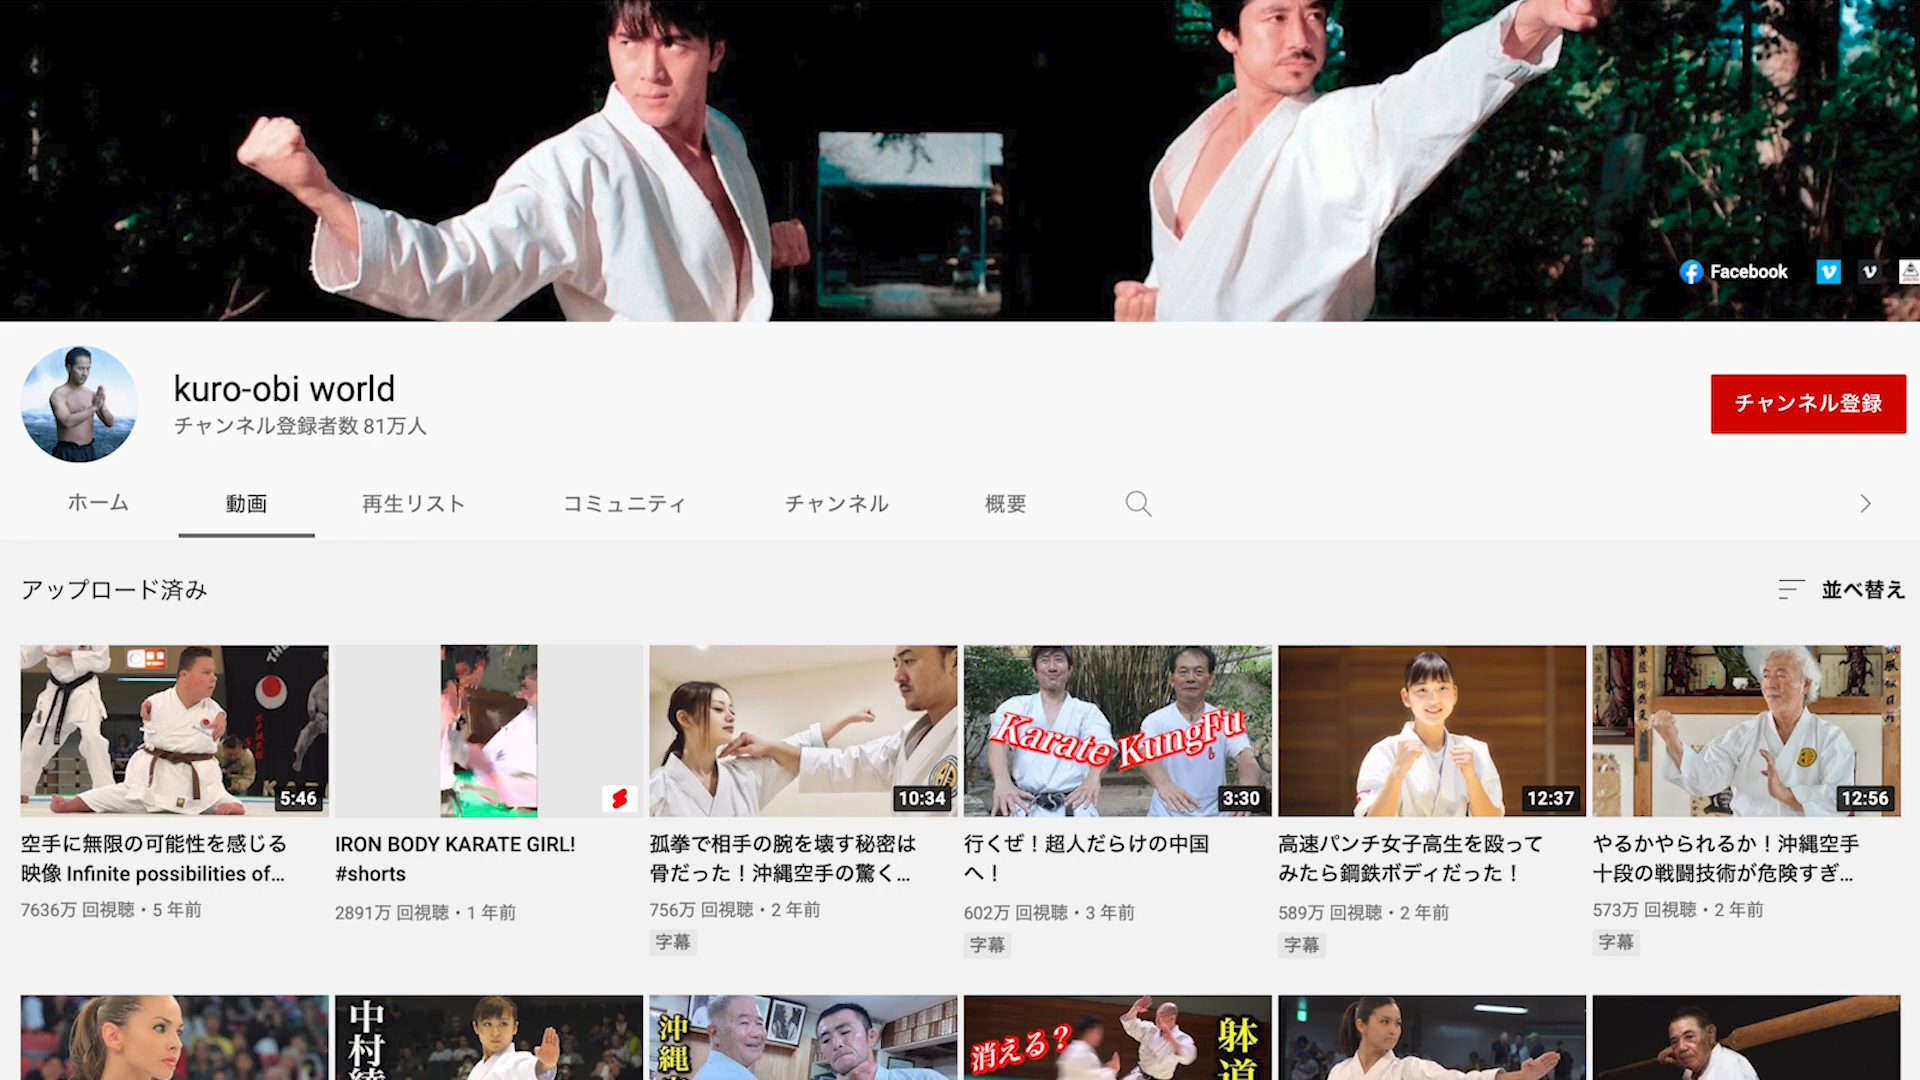 Facebook
kuro-obi world
チャンネル登録者数 81万人
チャンネル登録
ホーム
動画
再生リスト
コミュニティ
チャンネル
概要
アップロード済み
並べ替え
5:46
10:34
Karate KungFu
3:30
12:37
12:56
空手に無限の可能性を感じる
映像 Infinite possibilities of...
7636万 回視聴・5 年前
IRON BODY KARATE GIRL!
#shorts
2891万 回視聴・1 年前
孤拳で相手の腕を壊す秘密は
骨だった！沖縄空手の驚く...
756万 回視聴・2 年前
字幕
行くぜ！超人だらけの中国
へ！
602万 回視聴・3 年前
字幕
高速パンチ女子高生を殴って
みたら鋼鉄ボディだった！
589万 回視聴・2 年前
字幕
やるかやられるか！沖縄空手
十段の戦闘技術が危険すぎ...
573万 回視聴・2 年前
字幕
中村
沖縄
消える？
躰道